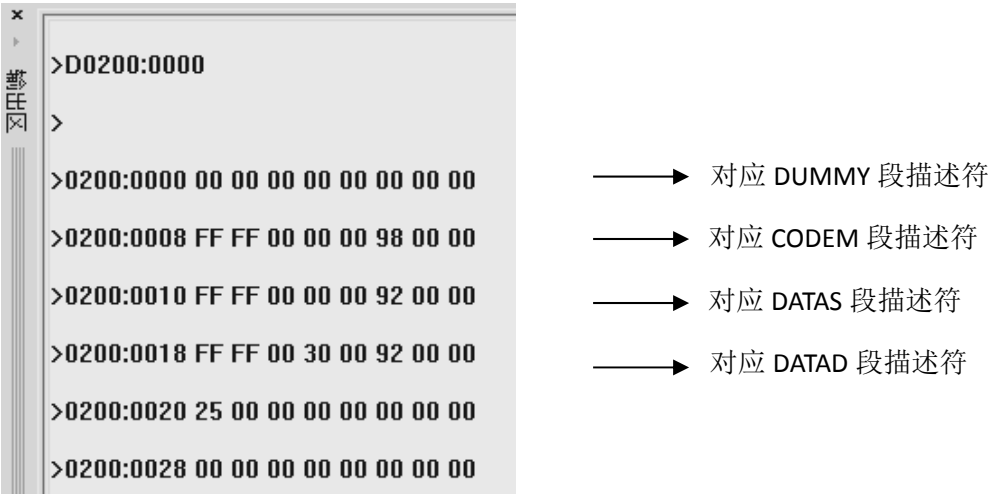 ×
输出区
>D0200:0000
>
>0200:0000 00 00 00 00 00 00 00 00
对应 DUMMY 段描述符
>0200:0008 FF FF 00 00 00 98 00 00
对应 CODEM 段描述符
>0200:0010 FF FF 00 00 00 92 00 00
对应 DATAS 段描述符
>0200:0018 FF FF 00 30 00 92 00 00
对应 DATAD 段描述符
>0200:0020 25 00 00 00 00 00 00 00
>0200:0028 00 00 00 00 00 00 00 00